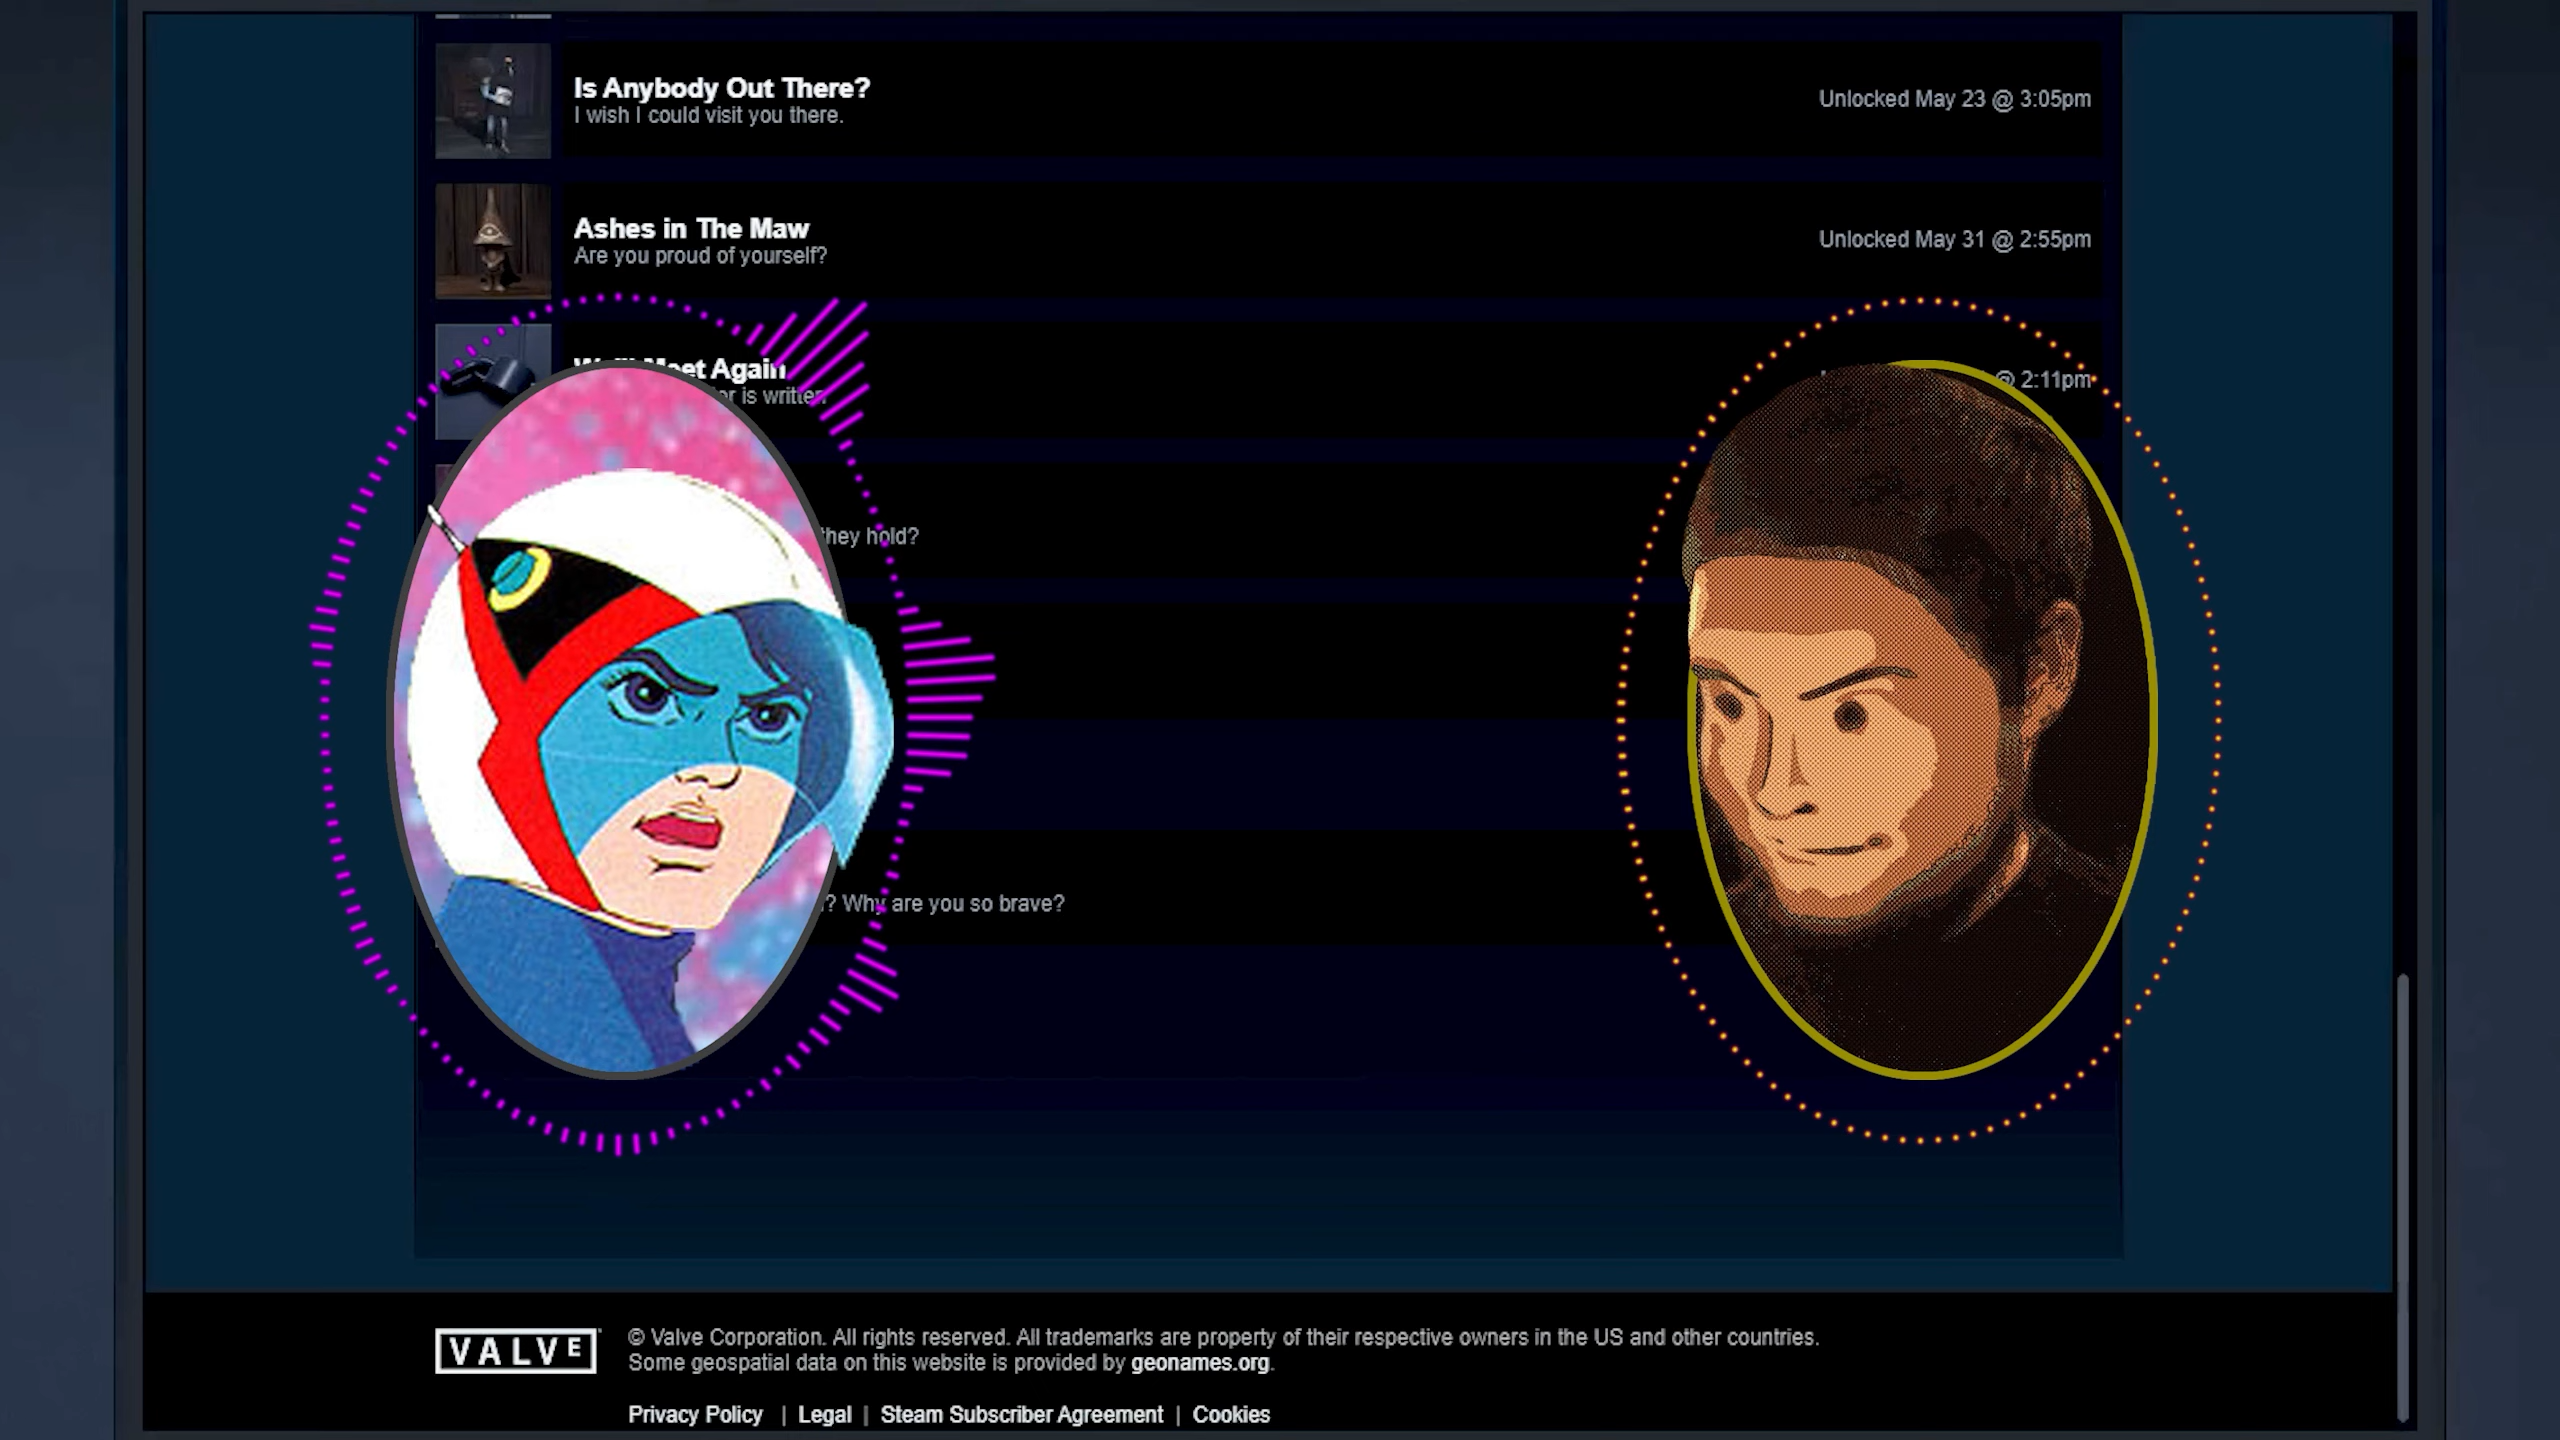 Is Anybody Out There?
I wish I could visit you there.
Unlocked May 23 @ 3:05pm
Ashes in The Maw
Are you proud of yourself?
Unlocked May 31 @ 2:55pm
Meet Again
is written
@ 2:11pm
they hold?
? Why are you so brave?
VALVE
© Valve Corporation. All rights reserved. All trademarks are property of their respective owners in the US and other countries.
Some geospatial data on this website is provided by geonames.org.
Privacy Policy | Legal | Steam Subscriber Agreement | Cookies